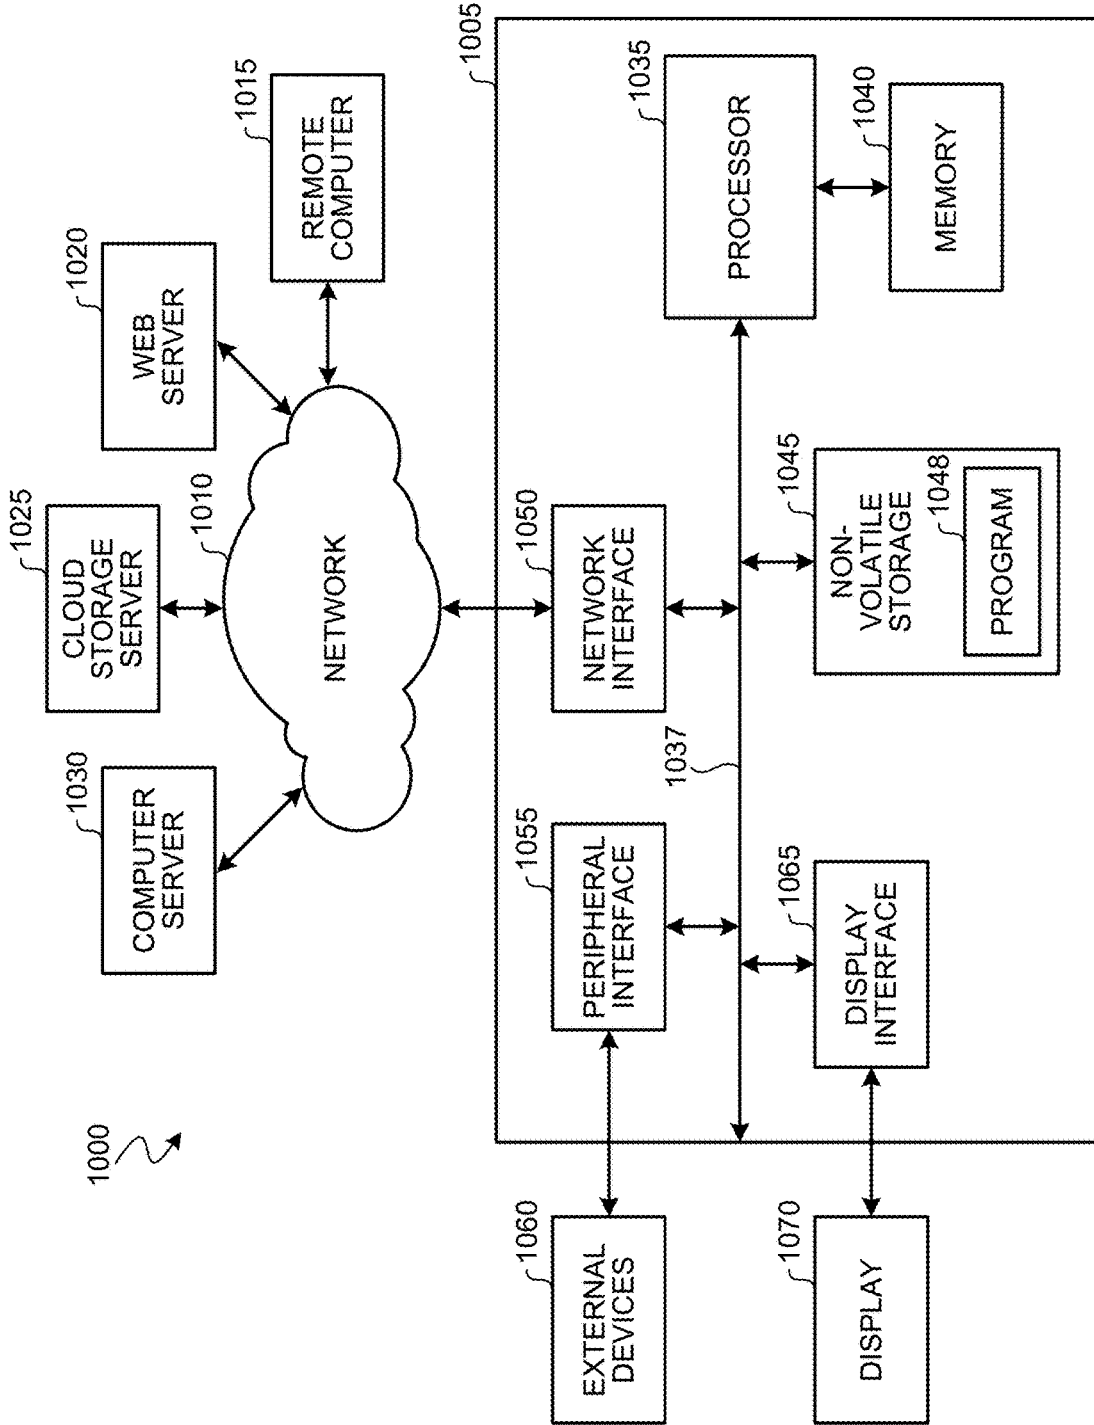 1000
COMPUTER
SERVER
1030
CLOUD
STORAGE
SERVER
1025
WEB
SERVER
1020
REMOTE
COMPUTER
1015
NETWORK
1010
1005
EXTERNAL
DEVICES
1060
PERIPHERAL
INTERFACE
1055
NETWORK
INTERFACE
1050
PROCESSOR
1035
1037
DISPLAY
1070
DISPLAY
INTERFACE
1065
NON-
VOLATILE
STORAGE
1045
PROGRAM
1048
MEMORY
1040